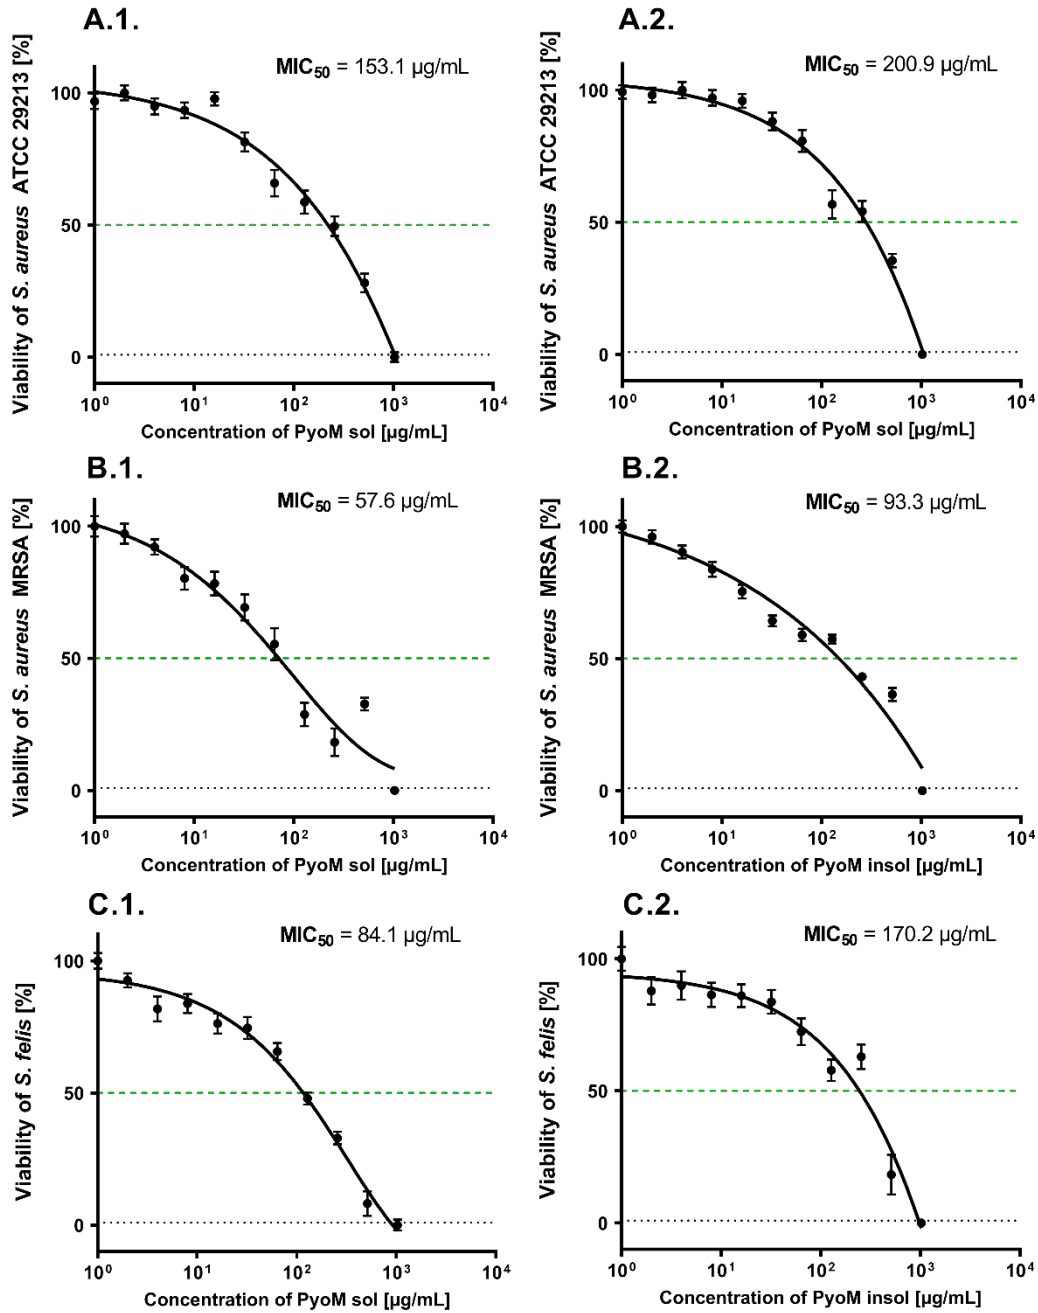 A.1.
MIC50 = 153.1 µg/mL
Viability of S. aureus ATCC 29213 [%]
100
50
0
10^0 10^1 10^2 10^3 10^4
Concentration of PyoM sol [µg/mL]
A.2.
MIC50 = 200.9 µg/mL
Viability of S. aureus ATCC 29213 [%]
100
50
0
10^0 10^1 10^2 10^3 10^4
Concentration of PyoM sol [µg/mL]
B.1.
MIC50 = 57.6 µg/mL
Viability of S. aureus MRSA [%]
100
50
0
10^0 10^1 10^2 10^3 10^4
Concentration of PyoM sol [µg/mL]
B.2.
MIC50 = 93.3 µg/mL
Viability of S. aureus MRSA [%]
100
50
0
10^0 10^1 10^2 10^3 10^4
Concentration of PyoM insol [µg/mL]
C.1.
MIC50 = 84.1 µg/mL
Viability of S. felis [%]
100
50
0
10^0 10^1 10^2 10^3 10^4
Concentration of PyoM sol [µg/mL]
C.2.
MIC50 = 170.2 µg/mL
Viability of S. felis [%]
100
50
0
10^0 10^1 10^2 10^3 10^4
Concentration of PyoM insol [µg/mL]